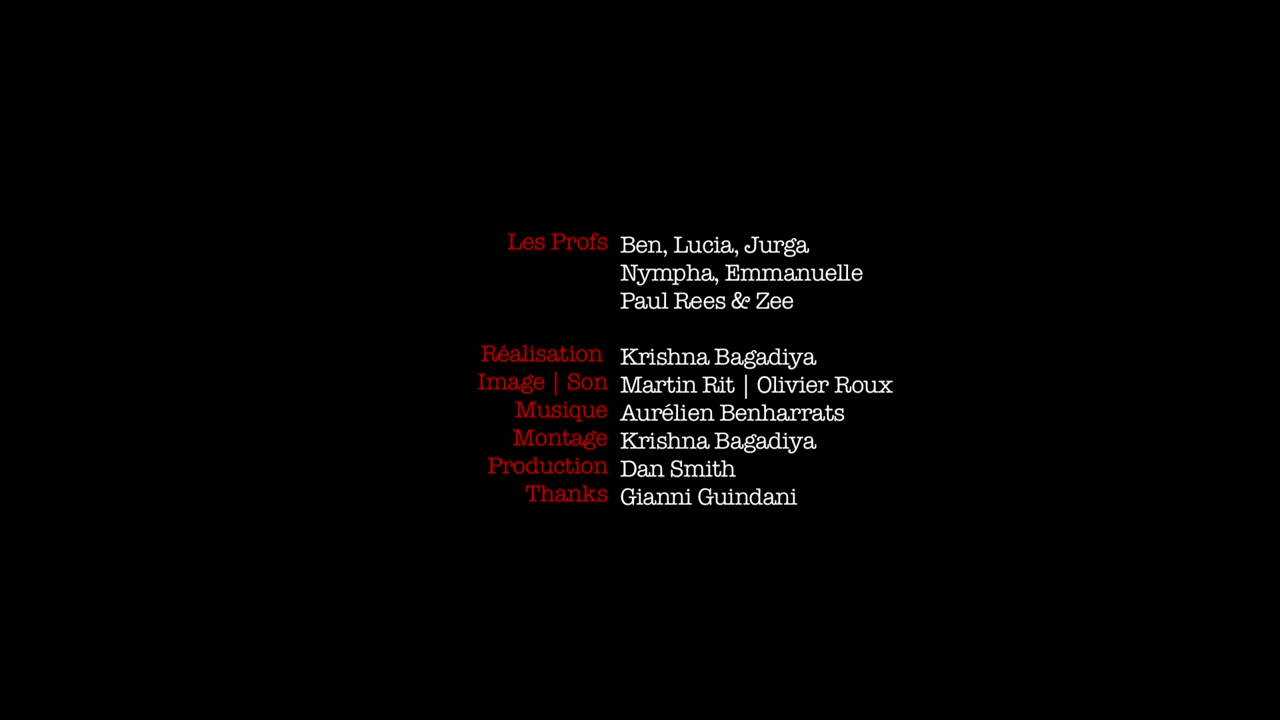 Les Profs Ben, Lucia, Jurga
Nympha, Emmanuelle
Paul Rees & Zee
Réalisation Krishna Bagadiya
Image | Son Martin Rit | Olivier Roux
Musique Aurélien Benharrats
Montage Krishna Bagadiya
Production Dan Smith
Thanks Gianni Guindani